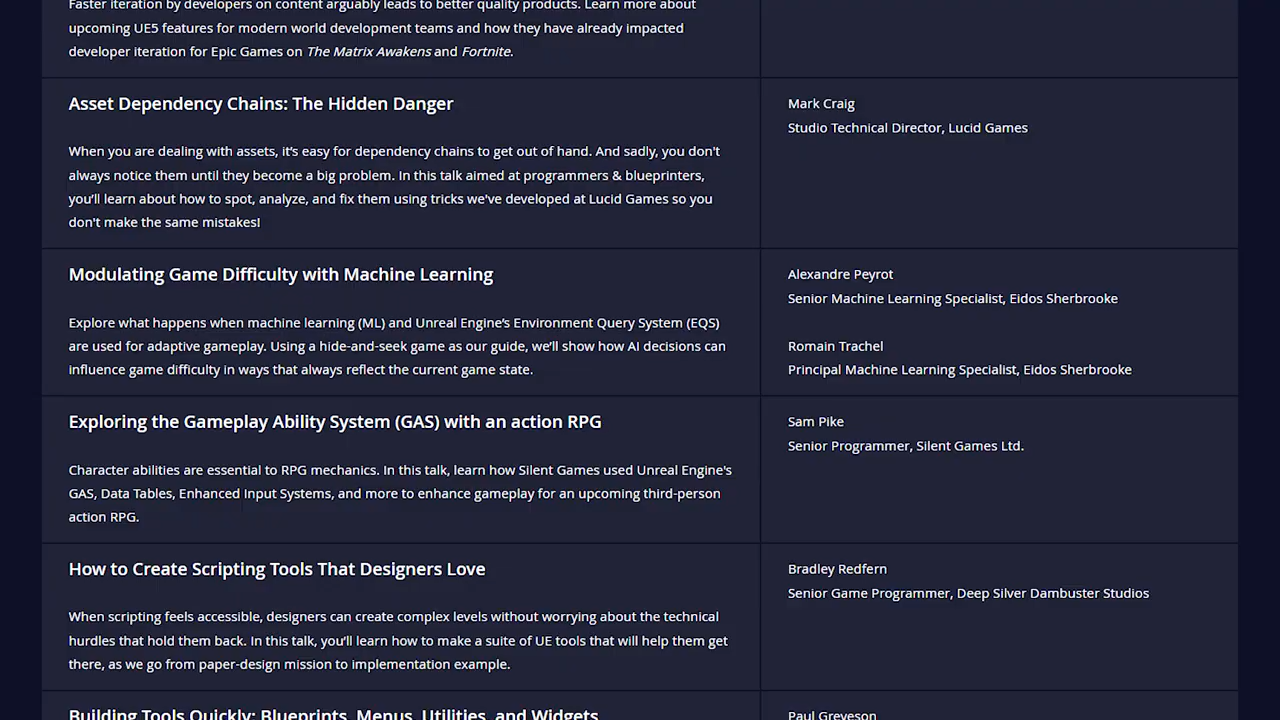 Faster iteration by developers on content arguably leads to better quality products. Learn more about
upcoming UE5 features for modern world development teams and how they have already impacted
developer iteration for Epic Games on The Matrix Awakens and Fortnite.
Asset Dependency Chains: The Hidden Danger
When you are dealing with assets, it's easy for dependency chains to get out of hand. And sadly, you don't
always notice them until they become a big problem. In this talk aimed at programmers & blueprinters,
you'll learn about how to spot, analyze, and fix them using tricks we've developed at Lucid Games so you
don't make the same mistakes!
Mark Craig
Studio Technical Director, Lucid Games
Modulating Game Difficulty with Machine Learning
Explore what happens when machine learning (ML) and Unreal Engine's Environment Query System (EQS)
are used for adaptive gameplay. Using a hide-and-seek game as our guide, we'll show how AI decisions can
influence game difficulty in ways that always reflect the current game state.
Alexandre Peyrot
Senior Machine Learning Specialist, Eidos Sherbrooke
Romain Trachel
Principal Machine Learning Specialist, Eidos Sherbrooke
Exploring the Gameplay Ability System (GAS) with an action RPG
Character abilities are essential to RPG mechanics. In this talk, learn how Silent Games used Unreal Engine's
GAS, Data Tables, Enhanced Input Systems, and more to enhance gameplay for an upcoming third-person
action RPG.
Sam Pike
Senior Programmer, Silent Games Ltd.
How to Create Scripting Tools That Designers Love
When scripting feels accessible, designers can create complex levels without worrying about the technical
hurdles that hold them back. In this talk, you'll learn how to make a suite of UE tools that will help them get
there, as we go from paper-design mission to implementation example.
Bradley Redfern
Senior Game Programmer, Deep Silver Dambuster Studios
Building Tools Quickly: Blueprints, Menus, Utilities, and Widgets
Paul Greveson